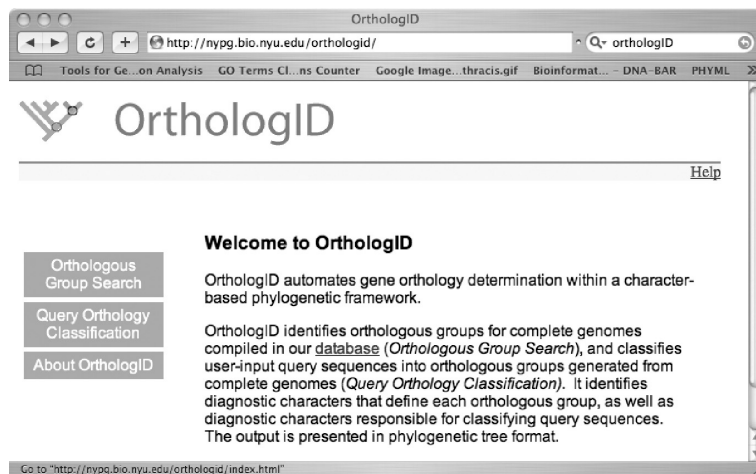 OrthologID
http://nypg.bio.nyu.edu/orthologid/
orthologID
Tools for Ge...on Analysis GO Terms Cl...ns Counter Google Image...thracis.gif Bioinformat... - DNA-BAR PHYML
OrthologID
Help
Orthologous
Group Search
Query Orthology
Classification
About OrthologID
Welcome to OrthologID
OrthologID automates gene orthology determination within a character-
based phylogenetic framework.
OrthologID identifies orthologous groups for complete genomes
compiled in our database (Orthologous Group Search), and classifies
user-input query sequences into orthologous groups generated from
complete genomes (Query Orthology Classification). It identifies
diagnostic characters that define each orthologous group, as well as
diagnostic characters responsible for classifying query sequences.
The output is presented in phylogenetic tree format.
Go to "http://nypg.bio.nyu.edu/orthologid/index.html"